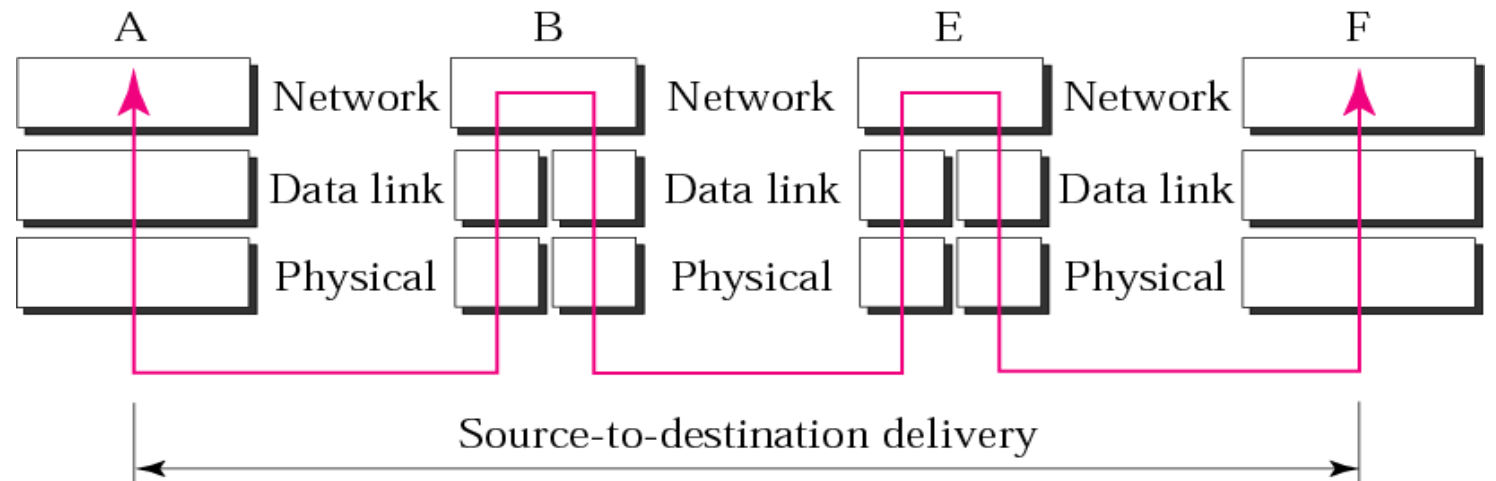 A B E F
Network Network Network
Data link Data link Data link
Physical Physical Physical
Source-to-destination delivery